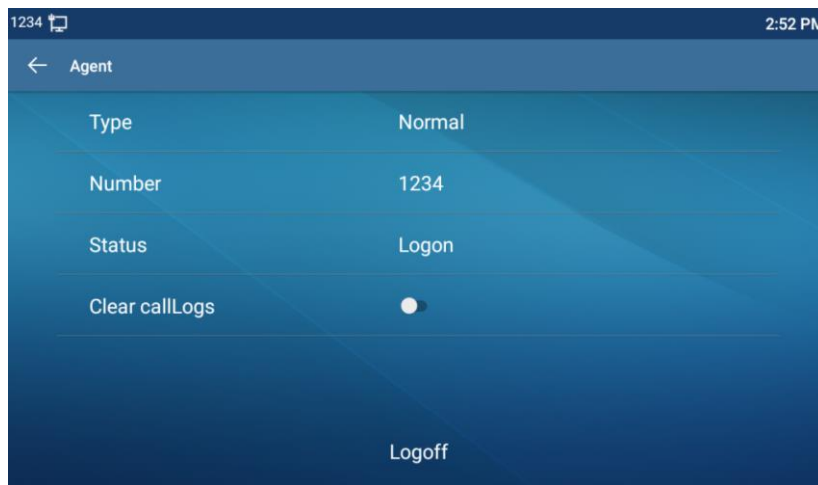 1234 2:52 PM
Agent
Type Normal
Number 1234
Status Logon
Clear callLogs
Logoff